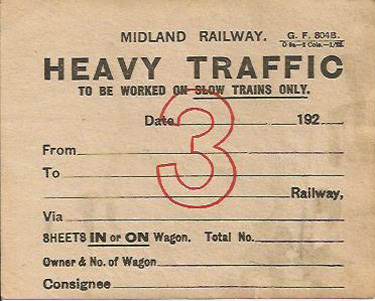 MIDLAND RAILWAY. G. F. 804B.
HEAVY TRAFFIC
TO BE WORKED ON SLOW TRAINS ONLY.
Date 192
3
From
To
Railway,
Via
SHEETS IN or ON Wagon. Total No.
Owner & No. of Wagon
Consignee